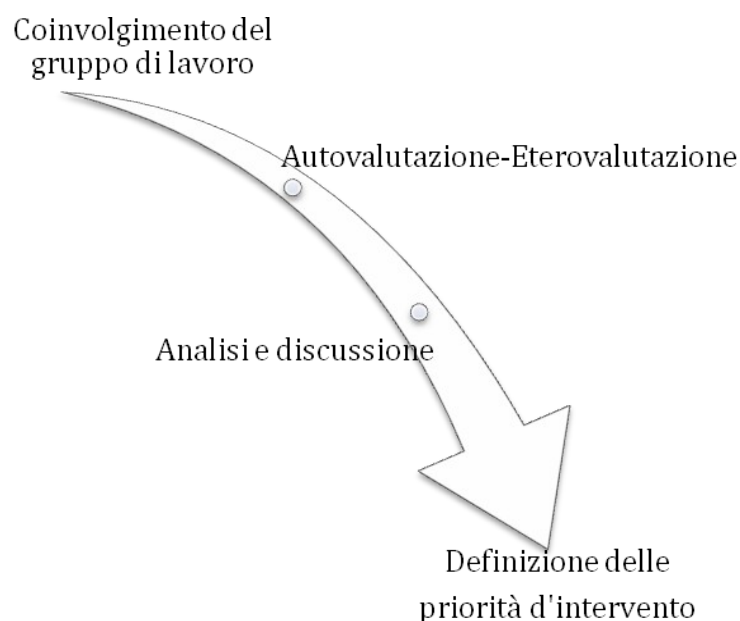 Coinvolgimento del
gruppo di lavoro
Autovalutazione-Eterovalutazione
Analisi e discussione
Definizione delle
priorità d'intervento